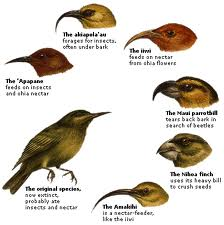 The akiapola'au
forages for insects,
often under bark
The iiwi
feeds on nectar
from ohia flowers
The 'Apapane
feeds on insects
and ohia nectar
The Maui parrotbill
tears back bark in
search of beetles
The Nihoa finch
uses its heavy bill
to crush seeds
The original species,
now extinct,
probably ate
insects and nectar
The Amakihi
is a nectar-feeder,
like the iiwi